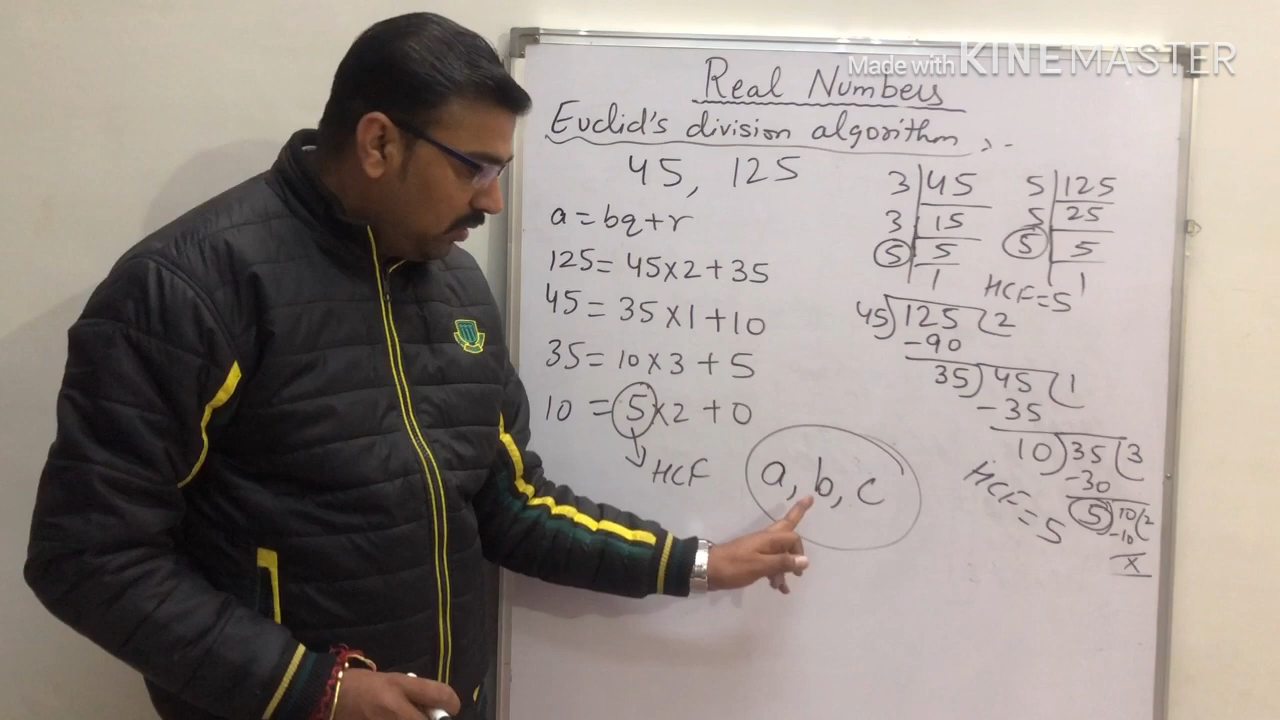 Made with KINEMASTER
Real Numbers
Euclid's division algorithm :-
45, 125
a = bq+r
125 = 45×2+35
45 = 35×1+10
35 = 10×3+5
10 = 5×2+0
HCF
a, b, c
3 45
3 15
5 5
1
5 125
5 25
5 5
1
HCF=5
45)125(2
-90
35)45(1
-35
10)35(3
-30
5)10(2
-10
x
HCF=5